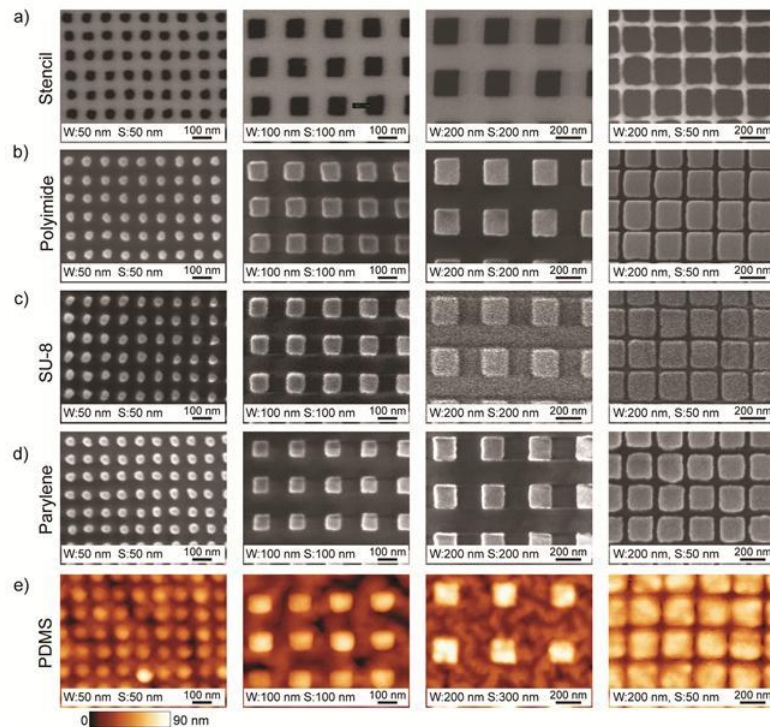 a)
Stencil
W:50 nm S:50 nm 100 nm
W:100 nm S:100 nm 100 nm
W:200 nm S:200 nm 200 nm
W:200 nm, S:50 nm 200 nm
b)
Polyimide
W:50 nm S:50 nm 100 nm
W:100 nm S:100 nm 100 nm
W:200 nm S:200 nm 200 nm
W:200 nm, S:50 nm 200 nm
c)
SU-8
W:50 nm S:50 nm 100 nm
W:100 nm S:100 nm 100 nm
W:200 nm S:200 nm 200 nm
W:200 nm, S:50 nm 200 nm
d)
Parylene
W:50 nm S:50 nm 100 nm
W:100 nm S:100 nm 100 nm
W:200 nm S:200 nm 200 nm
W:200 nm, S:50 nm 200 nm
e)
PDMS
W:50 nm S:50 nm 100 nm
W:100 nm S:100 nm 100 nm
W:200 nm S:300 nm 200 nm
W:200 nm, S:50 nm 200 nm
0 90 nm